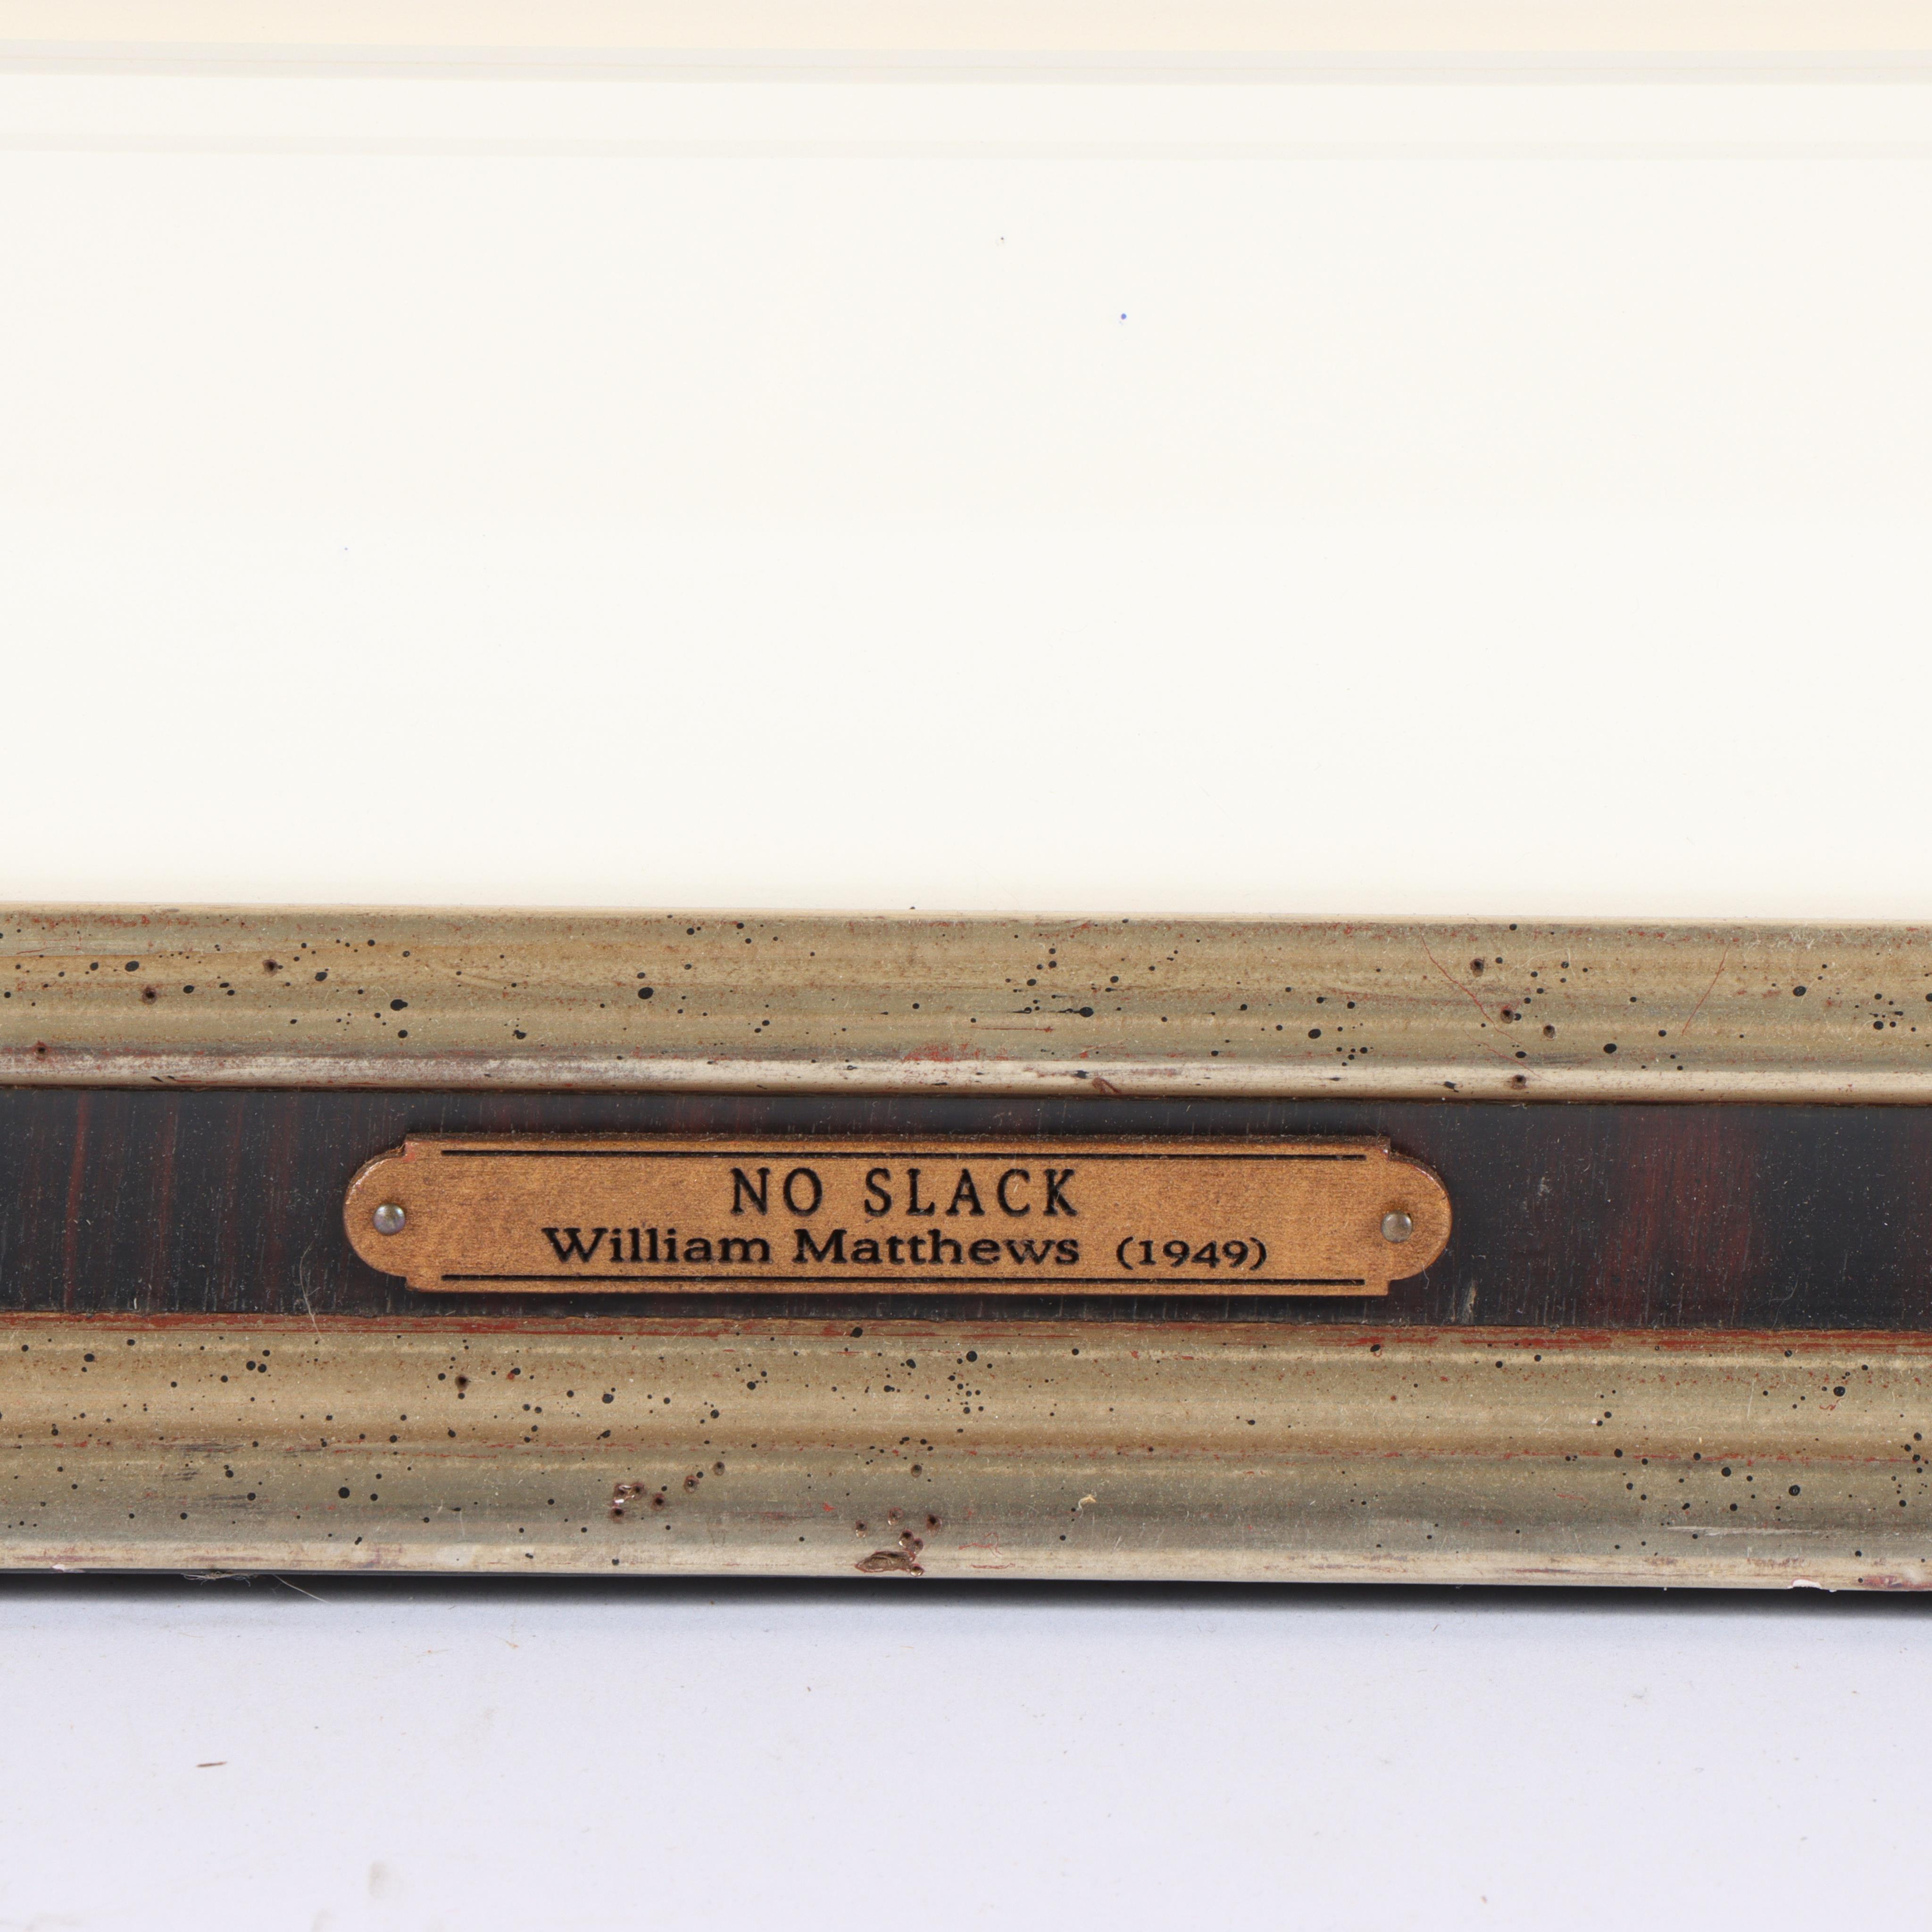 NO SLACK
William Matthews (1949)